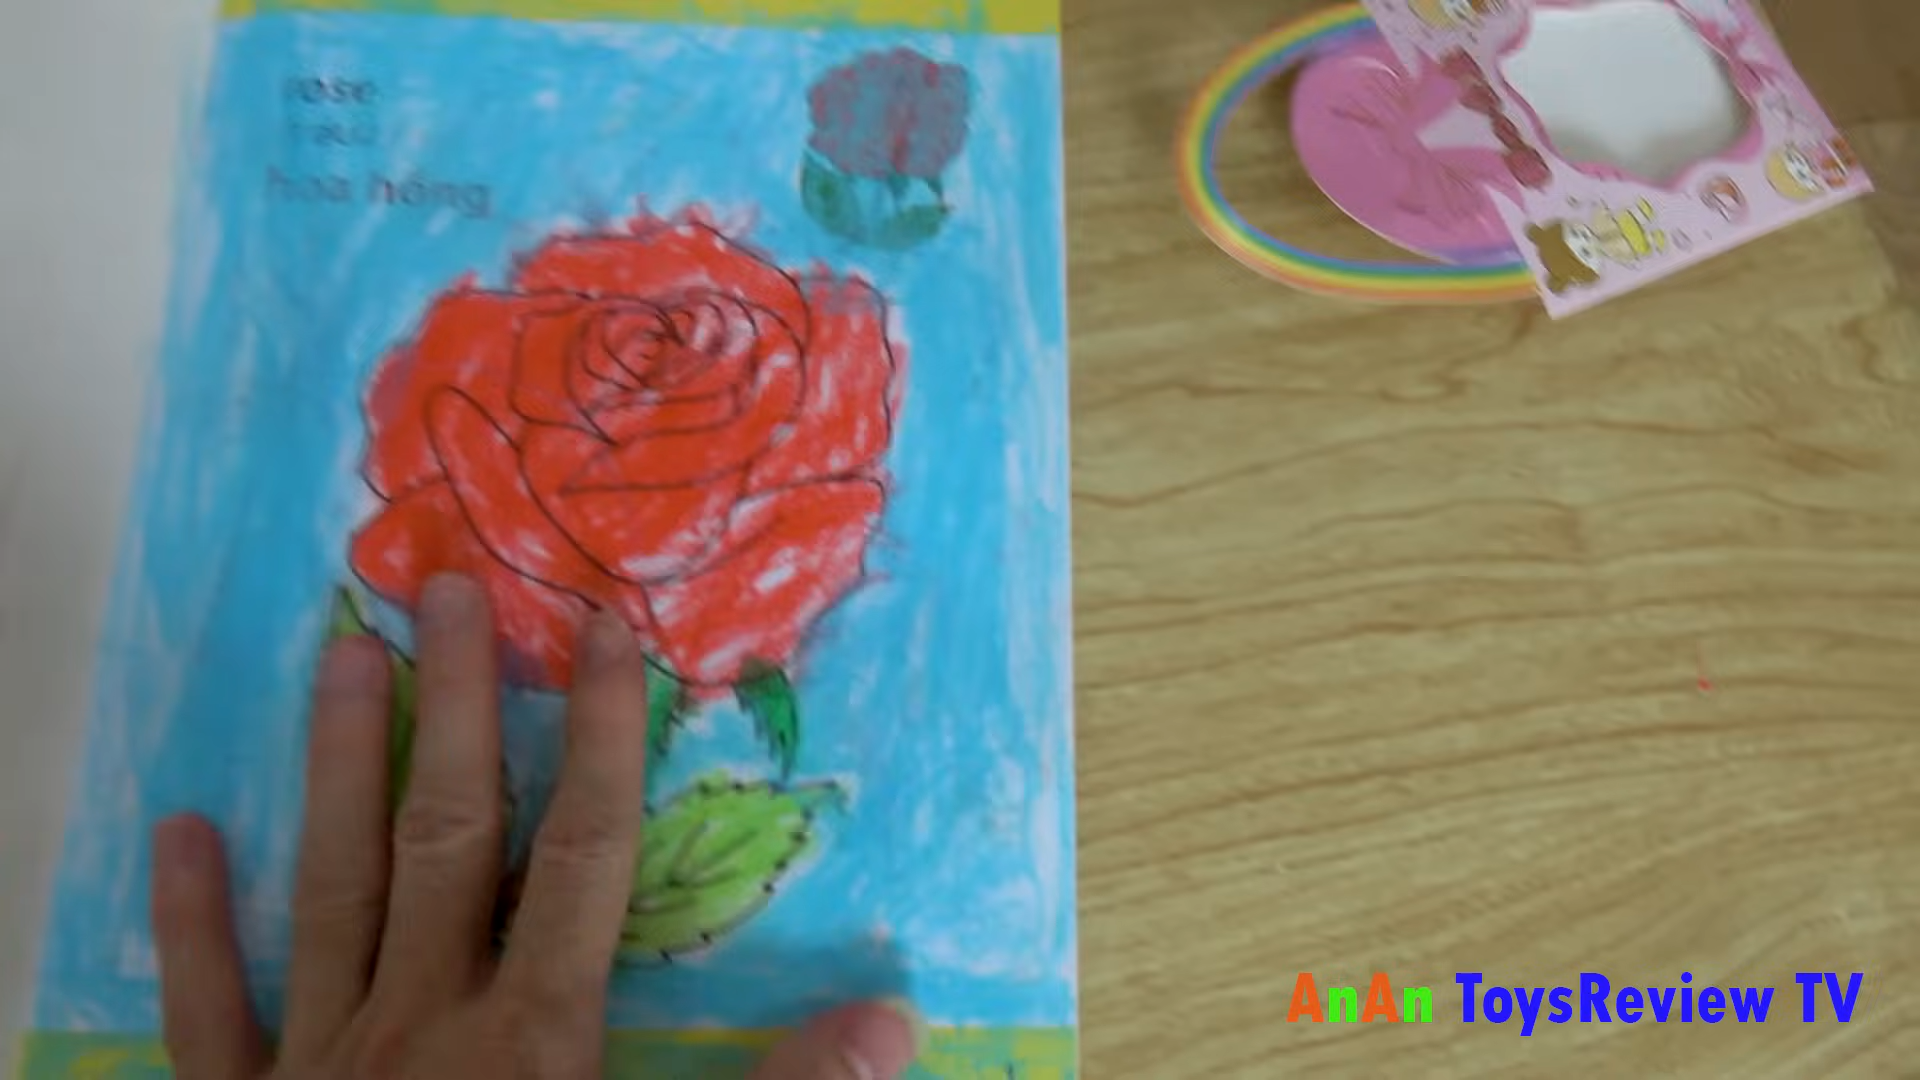 rose
hoa hồng
AnAn ToysReview TV